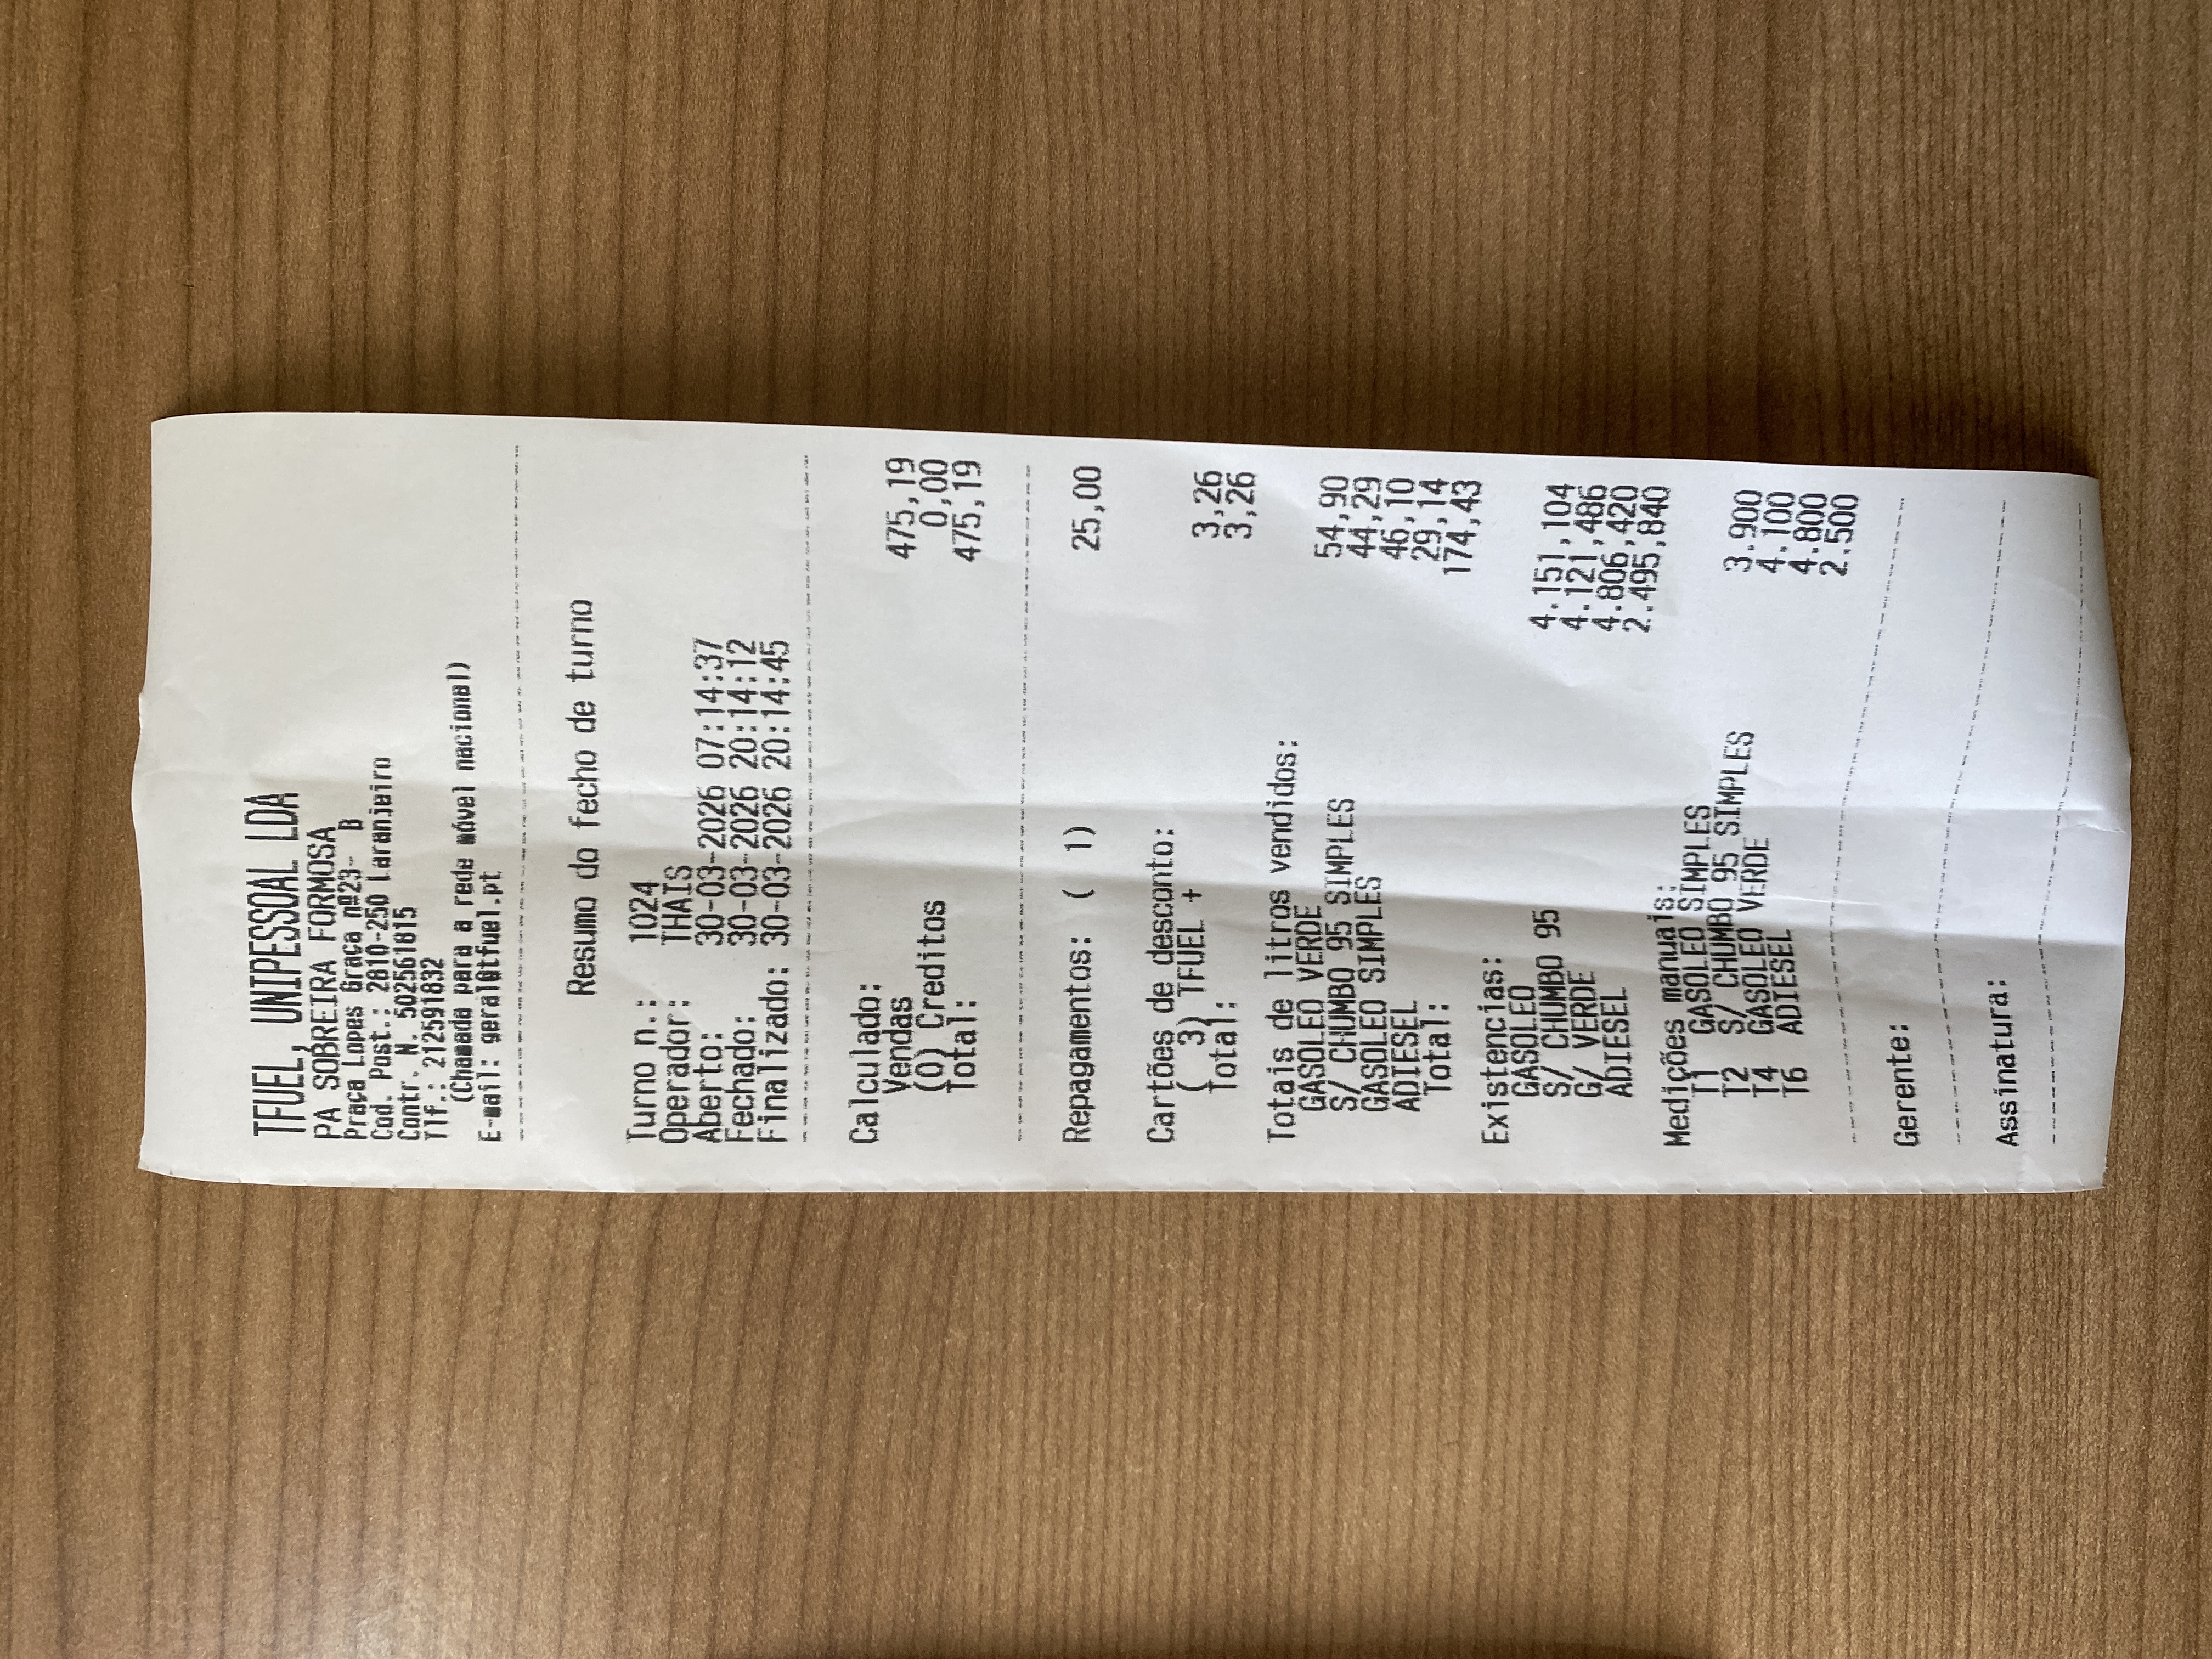 TFUEL, UNIPESSOAL LDA
PA SOBREIRA FORMOSA
Praça Lopes Graça nº23- B
Cod. Post.: 2810-250 Laranjeiro
Contr. N. 502561815
Tlf.: 212591832
(Chamada para a rede móvel nacional)
E-mail: geral@tfuel.pt
Resumo do fecho de turno
Turno n.: 1024
Operador: THAIS
Aberto: 30-03-2026 07:14:37
Fechado: 30-03-2026 20:14:12
Finalizado: 30-03-2026 20:14:45
Calculado:
Vendas 475,19
(0) Creditos 0,00
Total: 475,19
Repagamentos: ( 1) 25,00
Cartões de desconto:
( 3) TFUEL + 3,26
Total: 3,26
Totais de litros vendidos:
GASOLEO VERDE 54,90
S/ CHUMBO 95 SIMPLES 44,29
GASOLEO SIMPLES 46,10
ADIESEL 29,14
Total: 174,43
Existencias:
GASOLEO 4.151,104
S/ CHUMBO 95 4.121,486
G/ VERDE 4.806,420
ADIESEL 2.495,840
Medições manuais:
T1 GASOLEO SIMPLES 3.900
T2 S/ CHUMBO 95 SIMPLES 4.100
T4 GASOLEO VERDE 4.800
T6 ADIESEL 2.500
Gerente:
Assinatura: